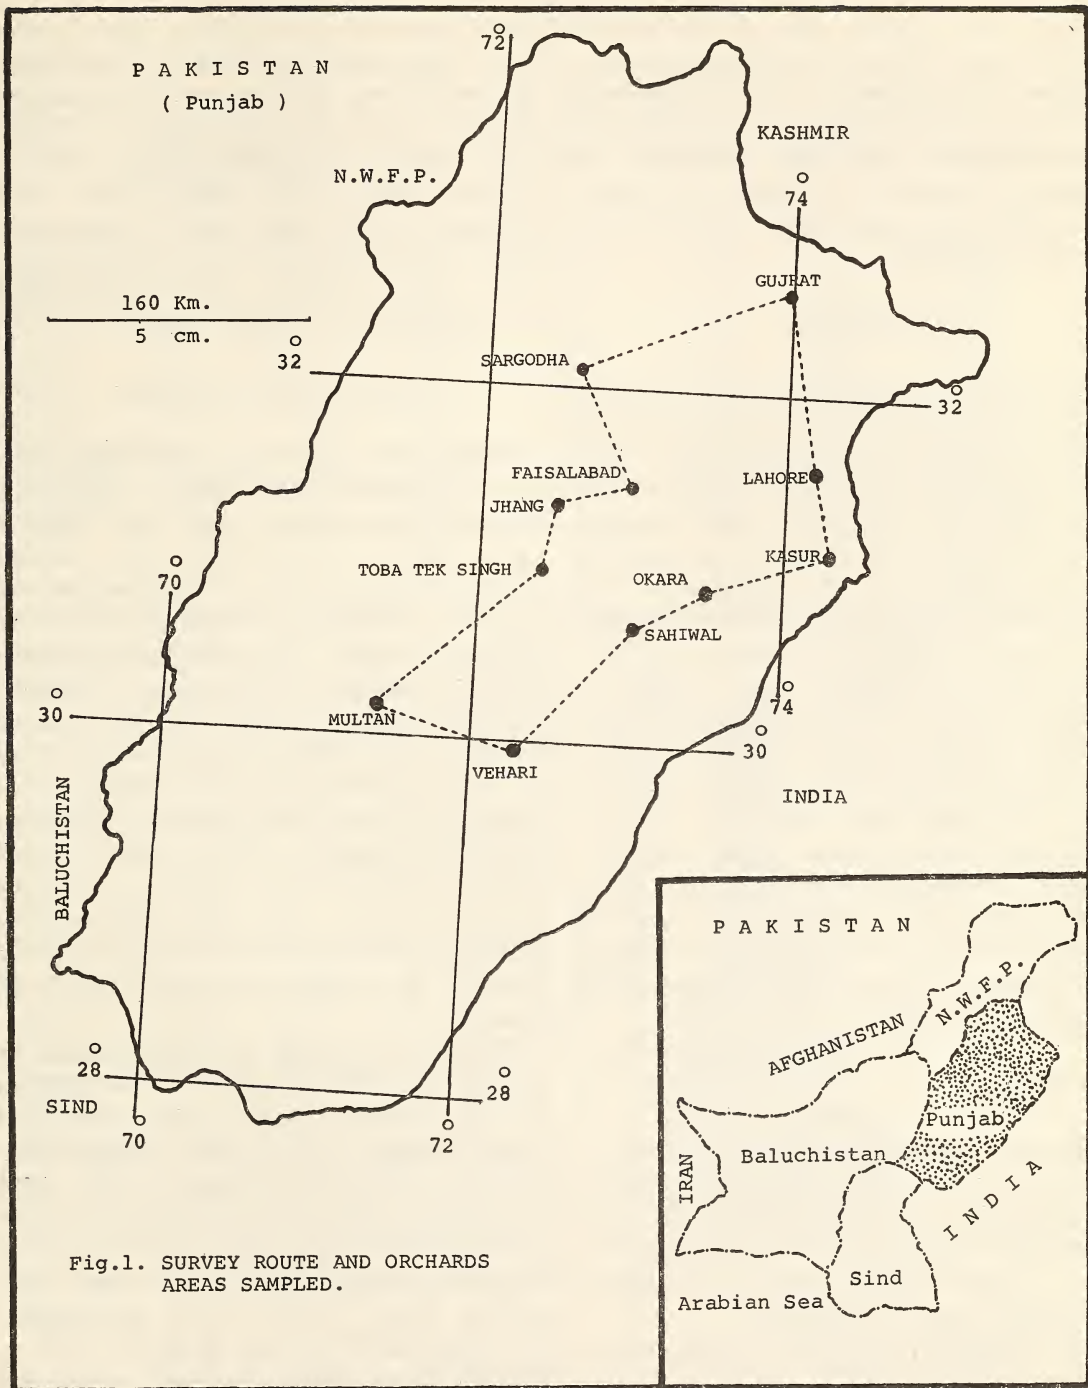 P A K I S T A N
( Punjab )
72°
KASHMIR
N.W.F.P.
74°
GUJRAT
160 Km.
5 cm.
32°
SARGODHA
32°
FAISALABAD
LAHORE
JHANG
KASUR
70°
TOBA TEK SINGH
OKARA
SAHIWAL
30°
MULTAN
74°
30°
VEHARI
INDIA
BALUCHISTAN
28°
28°
SIND
70°
72°
Fig.1. SURVEY ROUTE AND ORCHARDS
AREAS SAMPLED.
P A K I S T A N
N.W.F.P.
AFGHANISTAN
Punjab
Baluchistan
IRAN
I N D I A
Sind
Arabian Sea